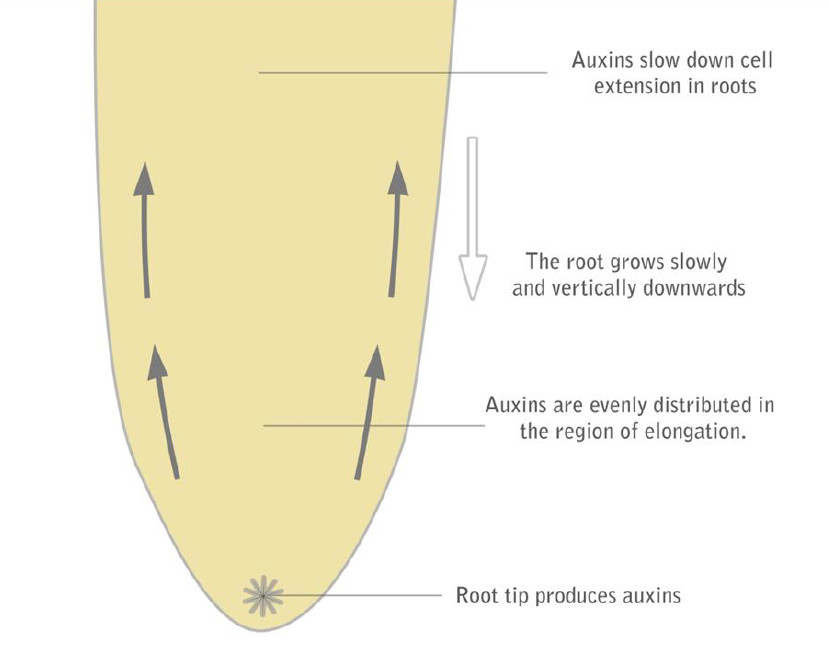 Auxins slow down cell
extension in roots
The root grows slowly
and vertically downwards
Auxins are evenly distributed in
the region of elongation.
Root tip produces auxins